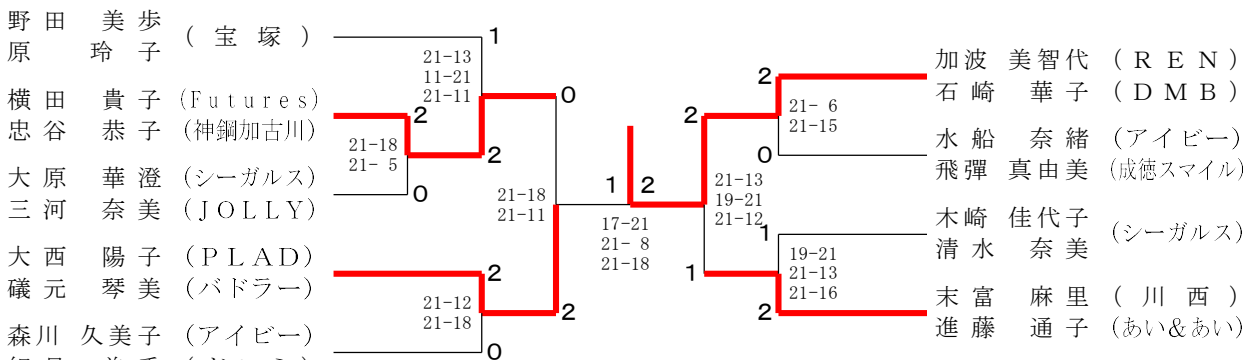 野田 美歩
原 玲子
(宝塚)
横田 貴子 (Futures)
忠谷 恭子 (神鋼加古川)
大原 華澄 (シーガルス)
三河 奈美 (JOLLY)
大西 陽子 (PLAD)
礒元 琴美 (バドラー)
森川 久美子 (アイビー)
1
21-13
11-21
21-11
2
21-18
21- 5
0
2
0
21-18
21-11
2
21-12
21-18
0
2
1 2
17-21
21- 8
21-18
2
21- 6
21-15
0
2
21-13
19-21
21-12
1
1
19-21
21-13
21-16
2
加波 美智代 (REN)
石崎 華子 (DMB)
水船 奈緒 (アイビー)
飛彈 真由美 (成徳スマイル)
木崎 佳代子
清水 奈美
(シーガルス)
末富 麻里 (川西)
進藤 通子 (あい&あい)